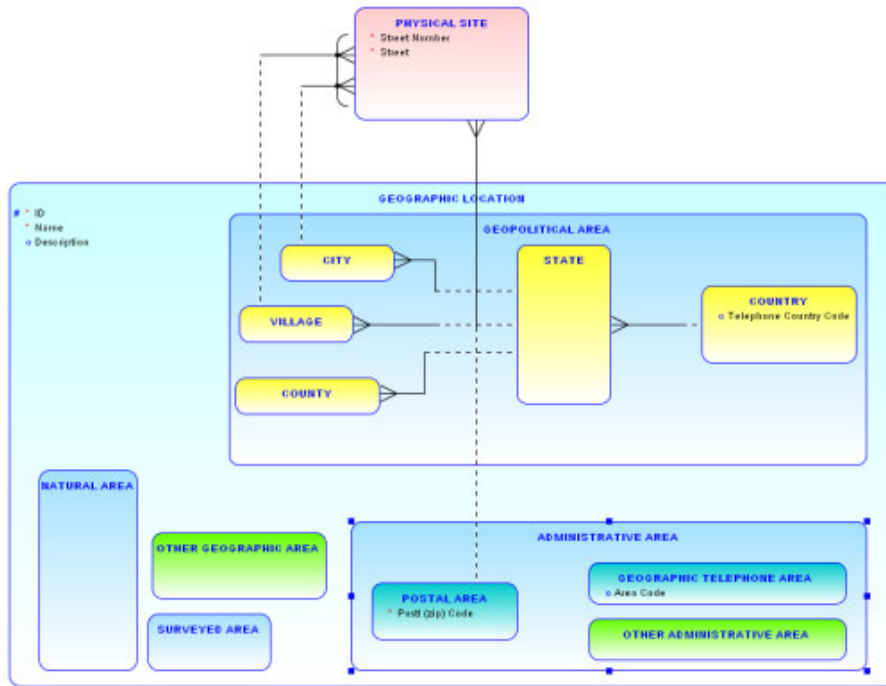 PHYSICAL SITE
* Street Number
* Street
GEOGRAPHIC LOCATION
# * ID
* Name
o Description
GEOPOLITICAL AREA
CITY
STATE
VILLAGE
COUNTRY
o Telephone Country Code
COUNTY
NATURAL AREA
OTHER GEOGRAPHIC AREA
SURVEYED AREA
ADMINISTRATIVE AREA
POSTAL AREA
* Postl (zip) Code
GEOGRAPHIC TELEPHONE AREA
o Area Code
OTHER ADMINISTRATIVE AREA